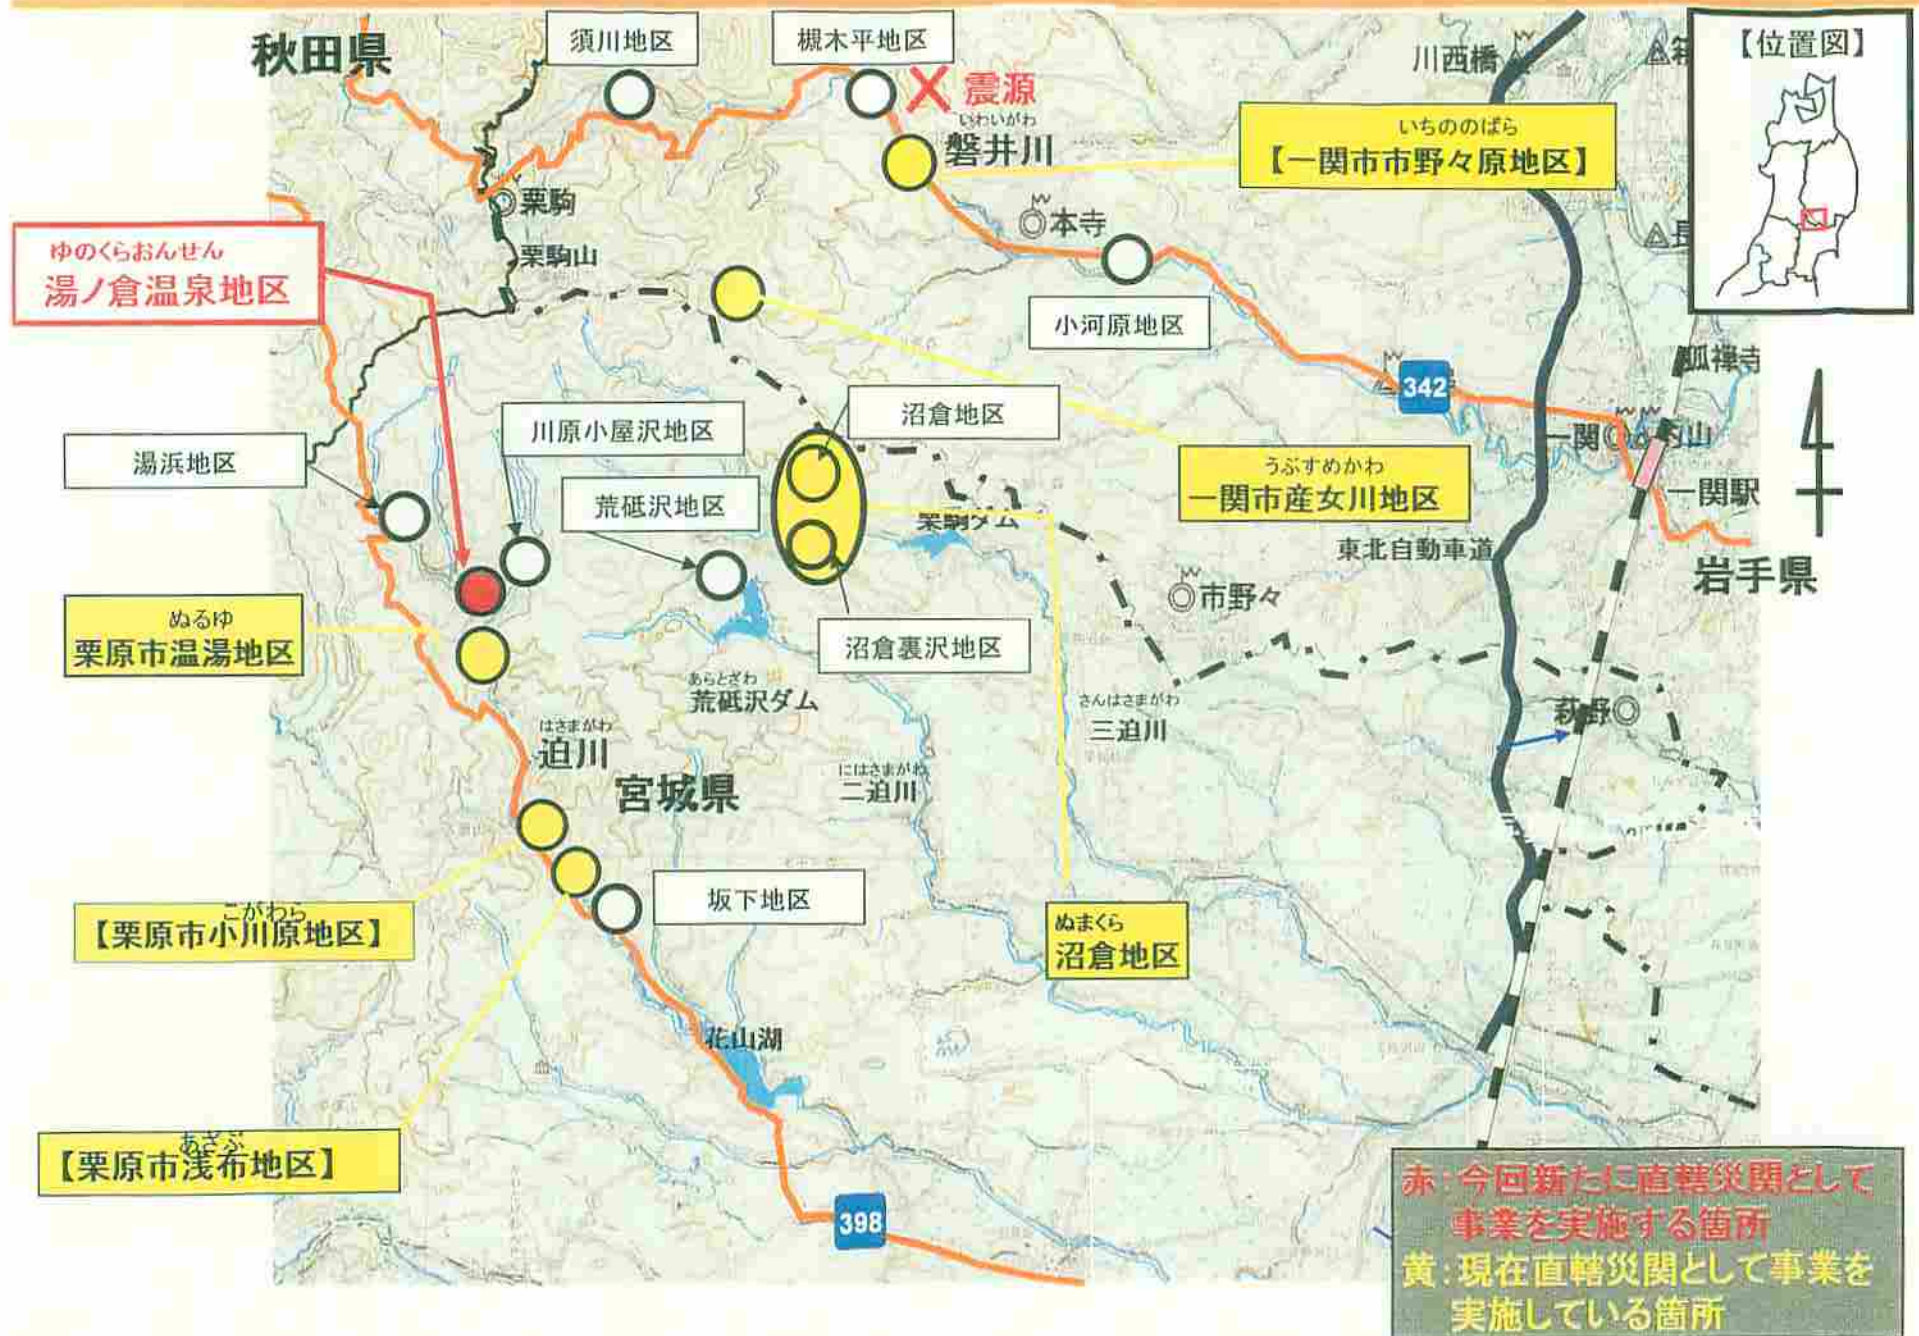 秋田県
須川地区
槻木平地区
震源
いわいがわ
磐井川
川西橋
【位置図】
いちののばら
【一関市市野々原地区】
栗駒
栗駒山
本寺
ゆのくらおんせん
湯ノ倉温泉地区
小河原地区
342
狐禅寺
一関
釣山
一関駅
岩手県
川原小屋沢地区
沼倉地区
湯浜地区
荒砥沢地区
うぶすめかわ
一関市産女川地区
栗駒ダム
東北自動車道
市野々
ぬるゆ
栗原市温湯地区
沼倉裏沢地区
あらとざわ
荒砥沢ダム
さんはさまがわ
三迫川
萩野
はさまがわ
迫川
宮城県
にはさまがわ
二迫川
坂下地区
こがわら
【栗原市小川原地区】
ぬまくら
沼倉地区
花山湖
あざぶ
【栗原市浅布地区】
398
赤:今回新たに直轄災関として
事業を実施する箇所
黄:現在直轄災関として事業を
実施している箇所